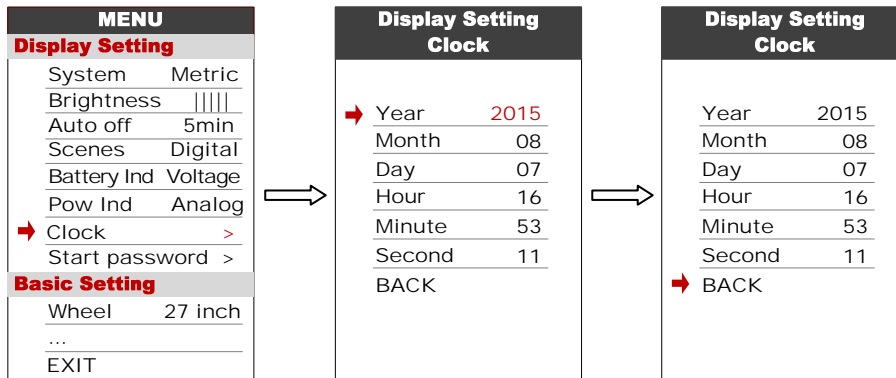 MENU
Display Setting
System Metric
Brightness |||||
Auto off 5min
Scenes Digital
Battery Ind Voltage
Pow Ind Analog
Clock >
Start password >
Basic Setting
Wheel 27 inch
...
EXIT
Display Setting
Clock
Year 2015
Month 08
Day 07
Hour 16
Minute 53
Second 11
BACK
Display Setting
Clock
Year 2015
Month 08
Day 07
Hour 16
Minute 53
Second 11
BACK